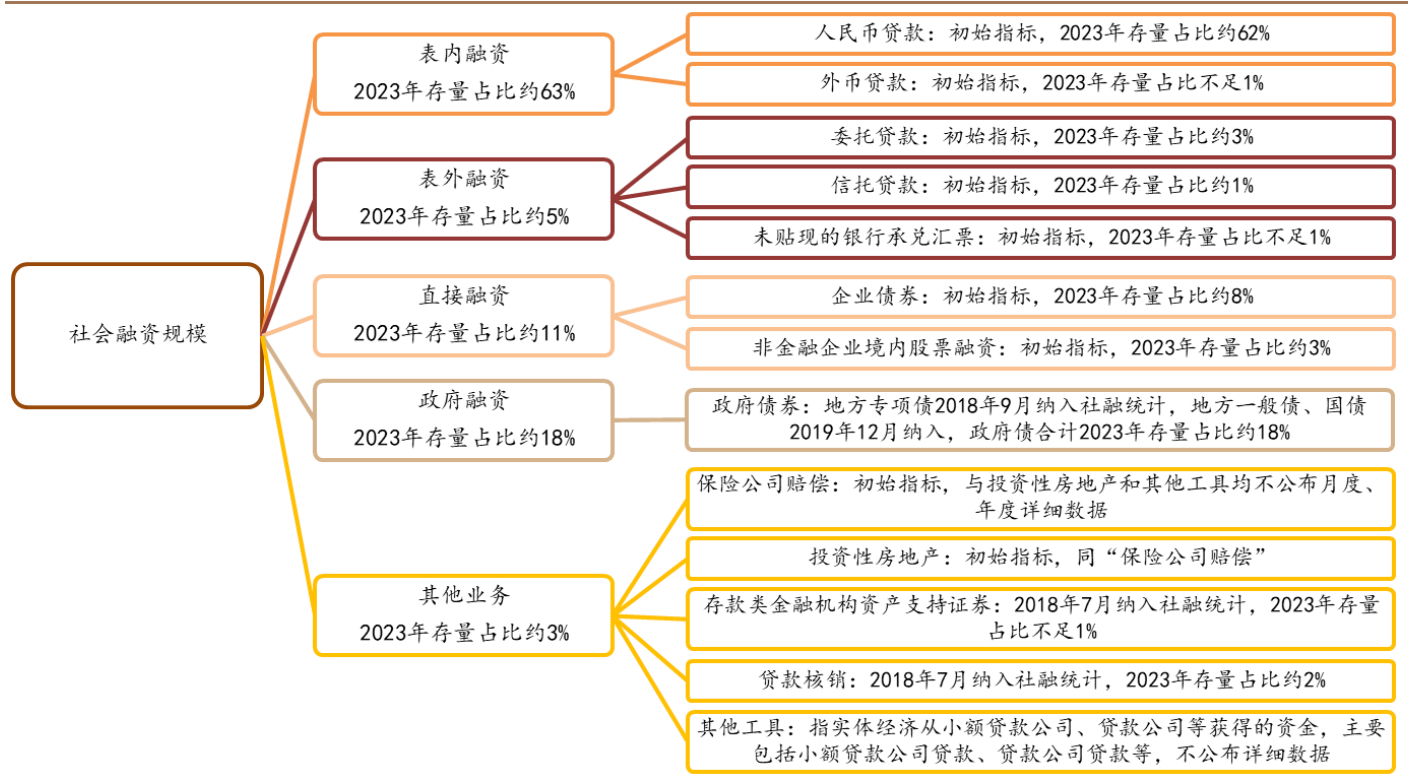 社会融资规模
表内融资
2023年存量占比约63%
人民币贷款：初始指标，2023年存量占比约62%
外币贷款：初始指标，2023年存量占比不足1%
表外融资
2023年存量占比约5%
委托贷款：初始指标，2023年存量占比约3%
信托贷款：初始指标，2023年存量占比约1%
未贴现的银行承兑汇票：初始指标，2023年存量占比不足1%
直接融资
2023年存量占比约11%
企业债券：初始指标，2023年存量占比约8%
非金融企业境内股票融资：初始指标，2023年存量占比约3%
政府融资
2023年存量占比约18%
政府债券：地方专项债2018年9月纳入社融统计，地方一般债、国债
2019年12月纳入，政府债合计2023年存量占比约18%
其他业务
2023年存量占比约3%
保险公司赔偿：初始指标，与投资性房地产和其他工具均不公布月度、
年度详细数据
投资性房地产：初始指标，同“保险公司赔偿”
存款类金融机构资产支持证券：2018年7月纳入社融统计，2023年存量
占比不足1%
贷款核销：2018年7月纳入社融统计，2023年存量占比约2%
其他工具：指实体经济从小额贷款公司、贷款公司等获得的资金，主要
包括小额贷款公司贷款、贷款公司贷款等，不公布详细数据